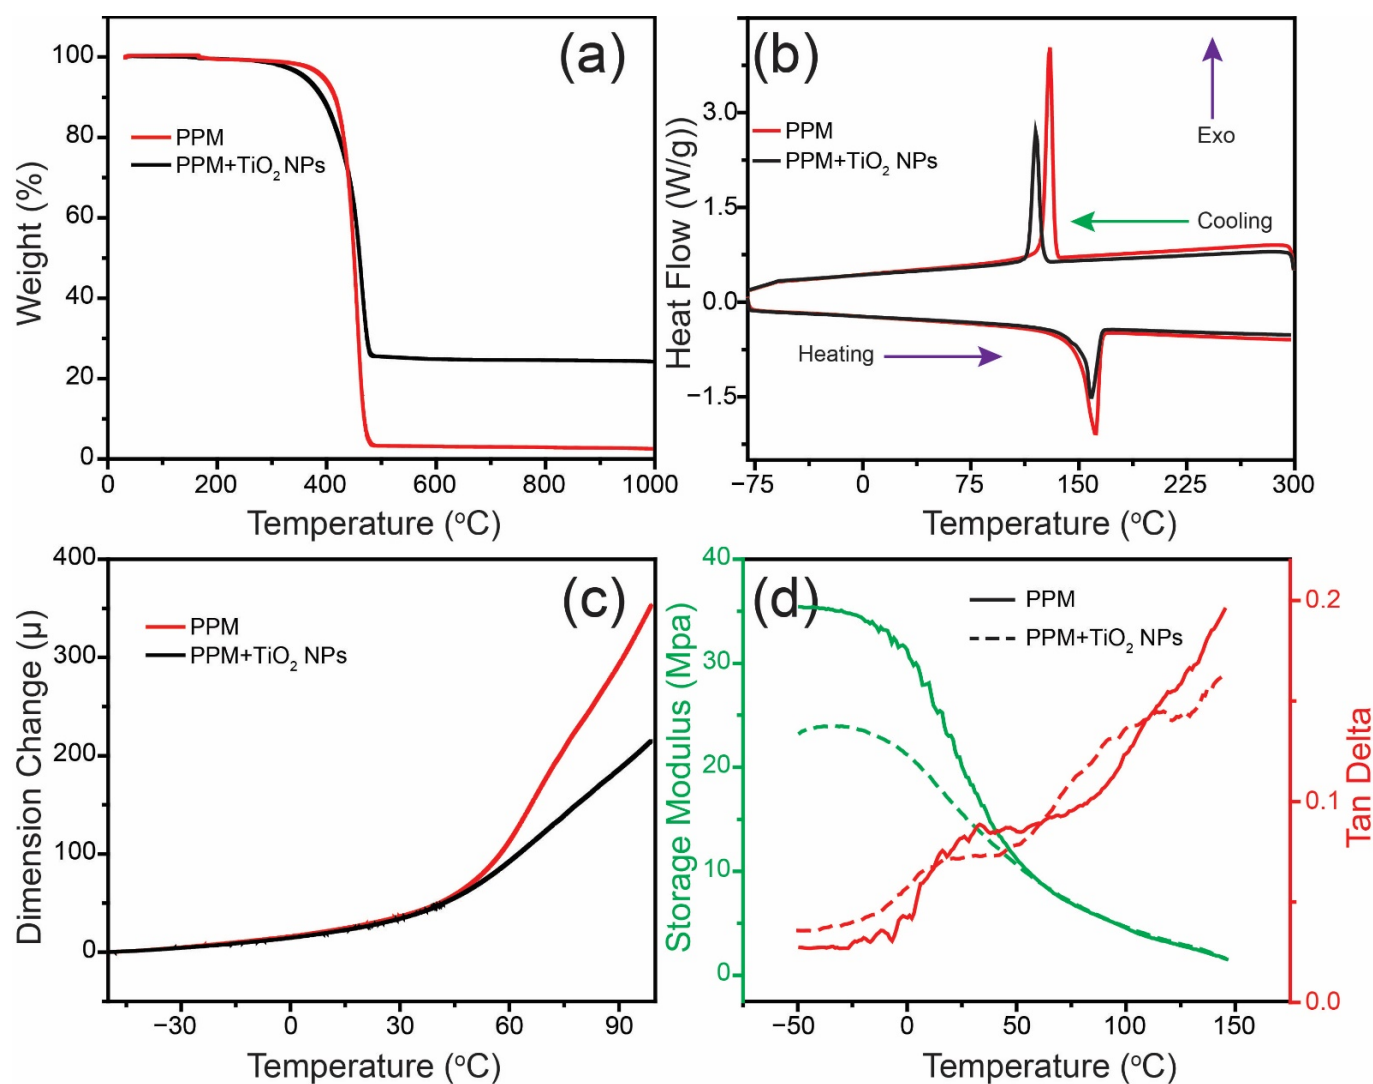 (a)
100
80
60
40
20
0
Weight (%)
PPM
PPM+TiO2 NPs
0 200 400 600 800 1000
Temperature (oC)
(b)
3.0
1.5
0.0
−1.5
Heat Flow (W/g))
PPM
PPM+TiO2 NPs
Exo
Cooling
Heating
−75 0 75 150 225 300
Temperature (oC)
(c)
400
300
200
100
0
Dimension Change (µ)
PPM
PPM+TiO2 NPs
−30 0 30 60 90
Temperature (oC)
(d)
40
30
20
10
0
Storage Modulus (Mpa)
PPM
PPM+TiO2 NPs
0.2
0.1
0.0
Tan Delta
−50 0 50 100 150
Temperature (oC)